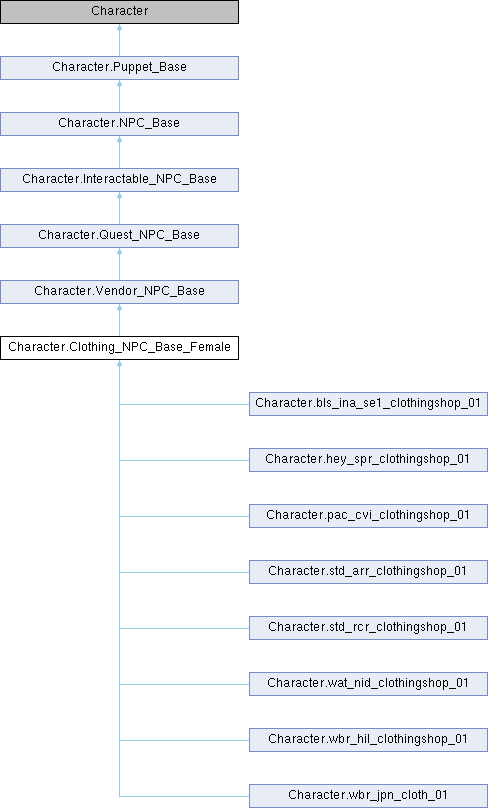 Character
Character.Puppet_Base
Character.NPC_Base
Character.Interactable_NPC_Base
Character.Quest_NPC_Base
Character.Vendor_NPC_Base
Character.Clothing_NPC_Base_Female
Character.bls_ina_se1_clothingshop_01
Character.hey_spr_clothingshop_01
Character.pac_cvi_clothingshop_01
Character.std_arr_clothingshop_01
Character.std_rcr_clothingshop_01
Character.wat_nid_clothingshop_01
Character.wbr_hil_clothingshop_01
Character.wbr_jpn_cloth_01